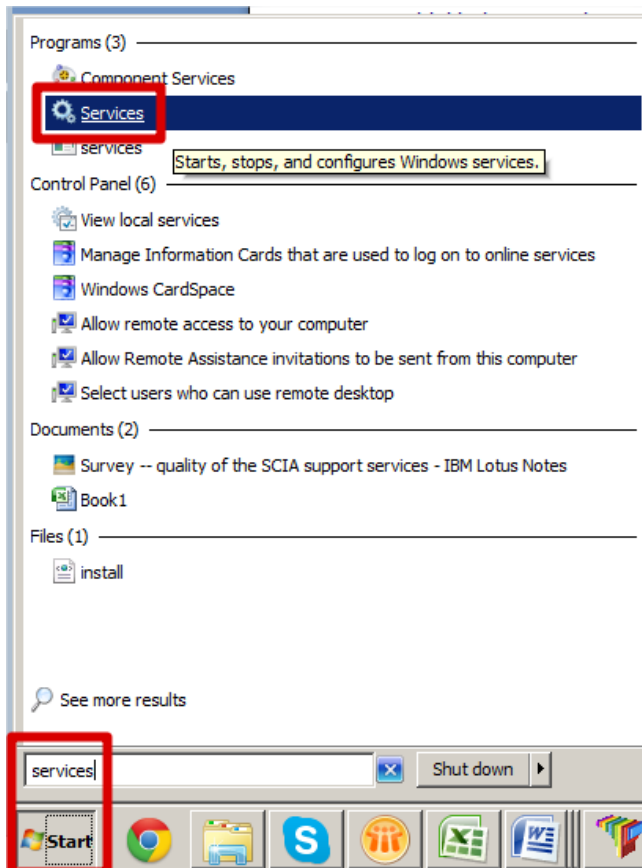 Programs (3)
Component Services
Services
services
Starts, stops, and configures Windows services.
Control Panel (6)
View local services
Manage Information Cards that are used to log on to online services
Windows CardSpace
Allow remote access to your computer
Allow Remote Assistance invitations to be sent from this computer
Select users who can use remote desktop
Documents (2)
Survey -- quality of the SCIA support services - IBM Lotus Notes
Book1
Files (1)
install
See more results
services
Shut down
Start